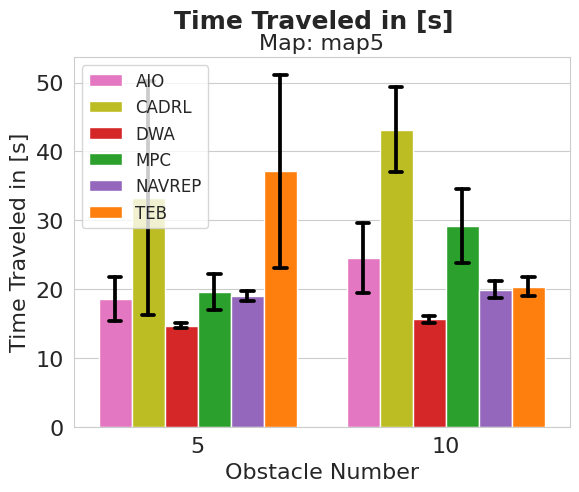 Time Traveled in [s]
Map: map5
Time Traveled in [s]
50
40
30
20
10
0
AIO
CADRL
DWA
MPC
NAVREP
TEB
5
10
Obstacle Number